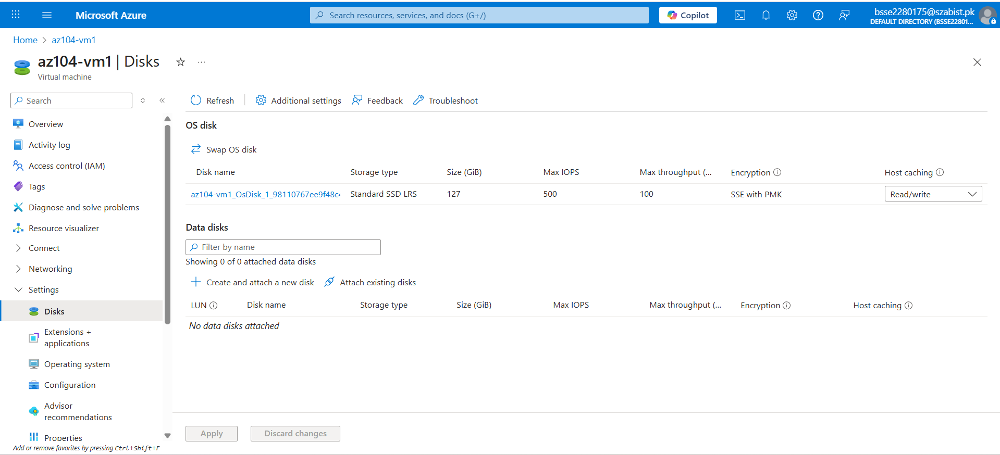 Microsoft Azure
Search resources, services, and docs (G+/)
Copilot
bsse2280175@szabist.pk
DEFAULT DIRECTORY (BSSE22801...
Home > az104-vm1
az104-vm1 | Disks
Virtual machine
Search
Refresh
Additional settings
Feedback
Troubleshoot
Overview
Activity log
Access control (IAM)
Tags
Diagnose and solve problems
Resource visualizer
Connect
Networking
Settings
Disks
Extensions +
applications
Operating system
Configuration
Advisor
recommendations
Properties
Add or remove favorites by pressing Ctrl+Shift+F
OS disk
Swap OS disk
Disk name Storage type Size (GiB) Max IOPS Max throughput (... Encryption Host caching
az104-vm1_OsDisk_1_98110767ee9f48c4 Standard SSD LRS 127 500 100 SSE with PMK Read/write
Data disks
Filter by name
Showing 0 of 0 attached data disks
Create and attach a new disk
Attach existing disks
LUN Disk name Storage type Size (GiB) Max IOPS Max throughput (... Encryption Host caching
No data disks attached
Apply
Discard changes